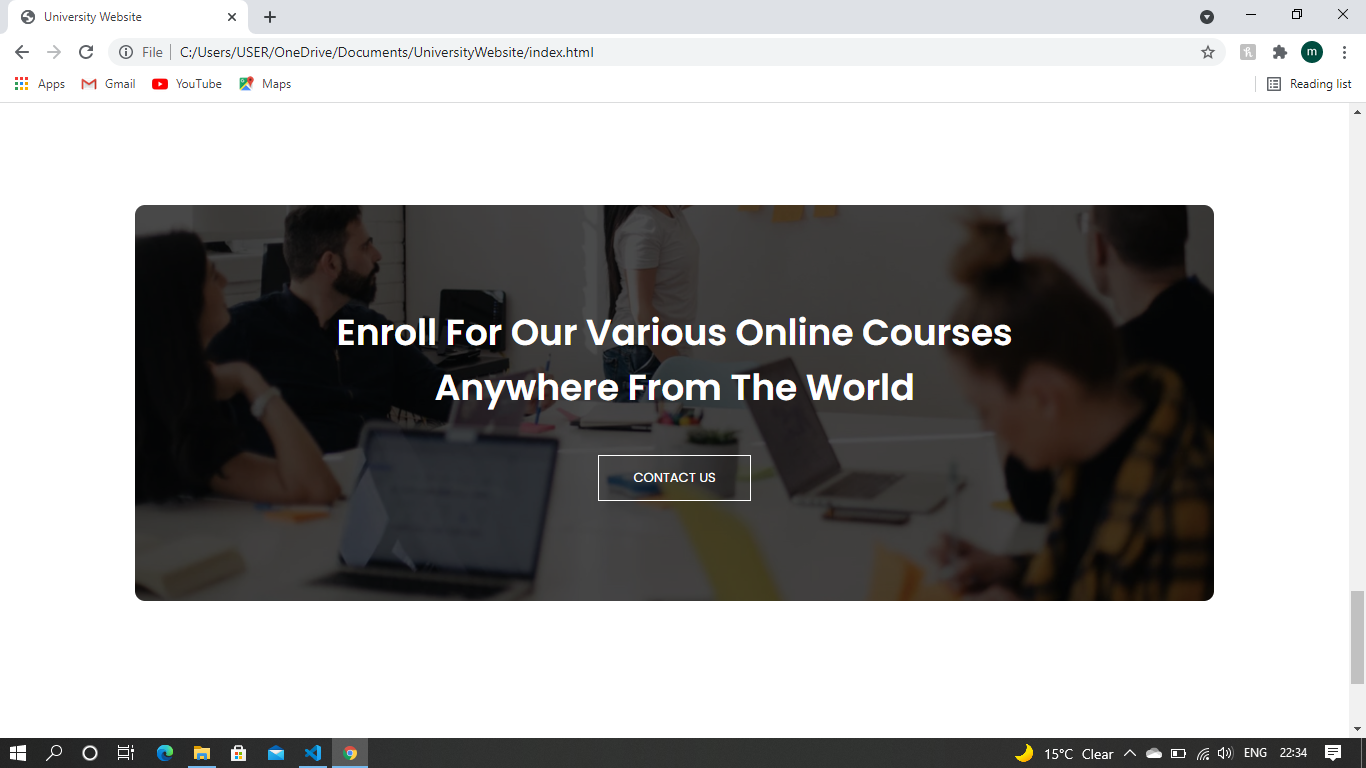 University Website
File
C:/Users/USER/OneDrive/Documents/UniversityWebsite/index.html
m
Apps
Gmail
YouTube
Maps
Reading list
Enroll For Our Various Online Courses
Anywhere From The World
CONTACT US
15°C Clear
ENG
22:34